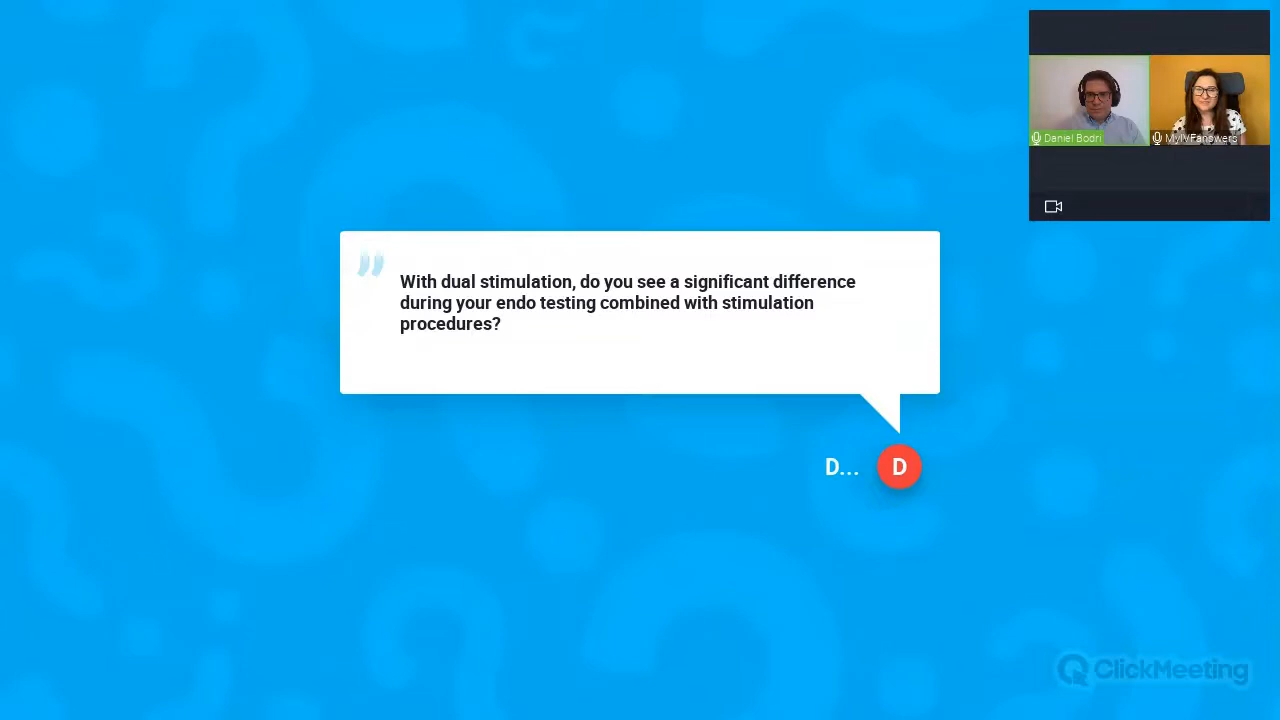 Daniel Bodri
MyIVFanswers
"
With dual stimulation, do you see a significant difference
during your endo testing combined with stimulation
procedures?
D...
D
ClickMeeting